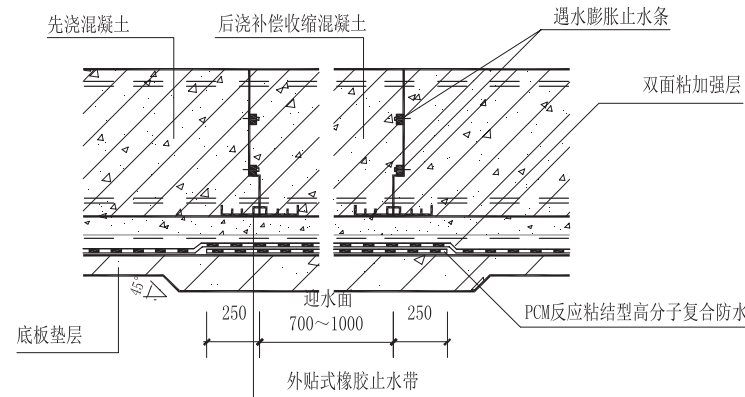 先浇混凝土
后浇补偿收缩混凝土
遇水膨胀止水条
双面粘加强层
45°
250
迎水面
700～1000
250
PCM反应粘结型高分子复合防水
底板垫层
外贴式橡胶止水带